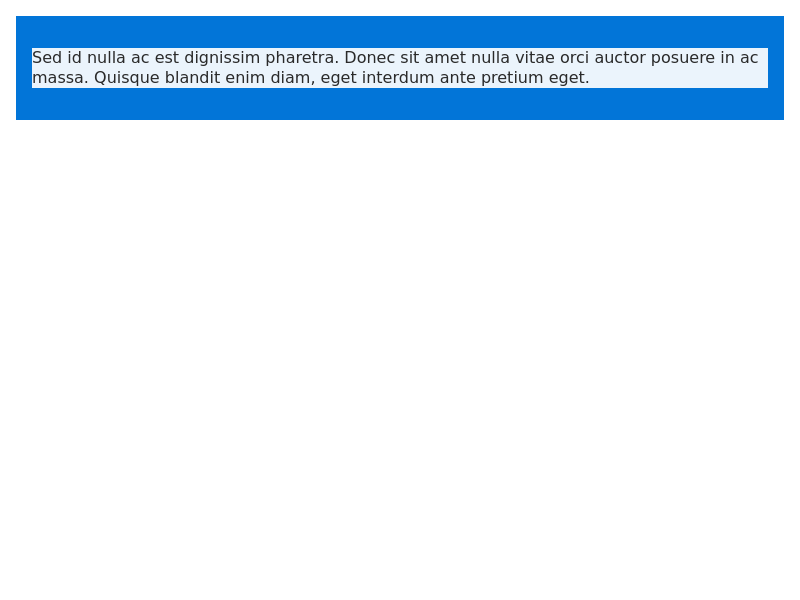 Sed id nulla ac est dignissim pharetra. Donec sit amet nulla vitae orci auctor posuere in ac
massa. Quisque blandit enim diam, eget interdum ante pretium eget.